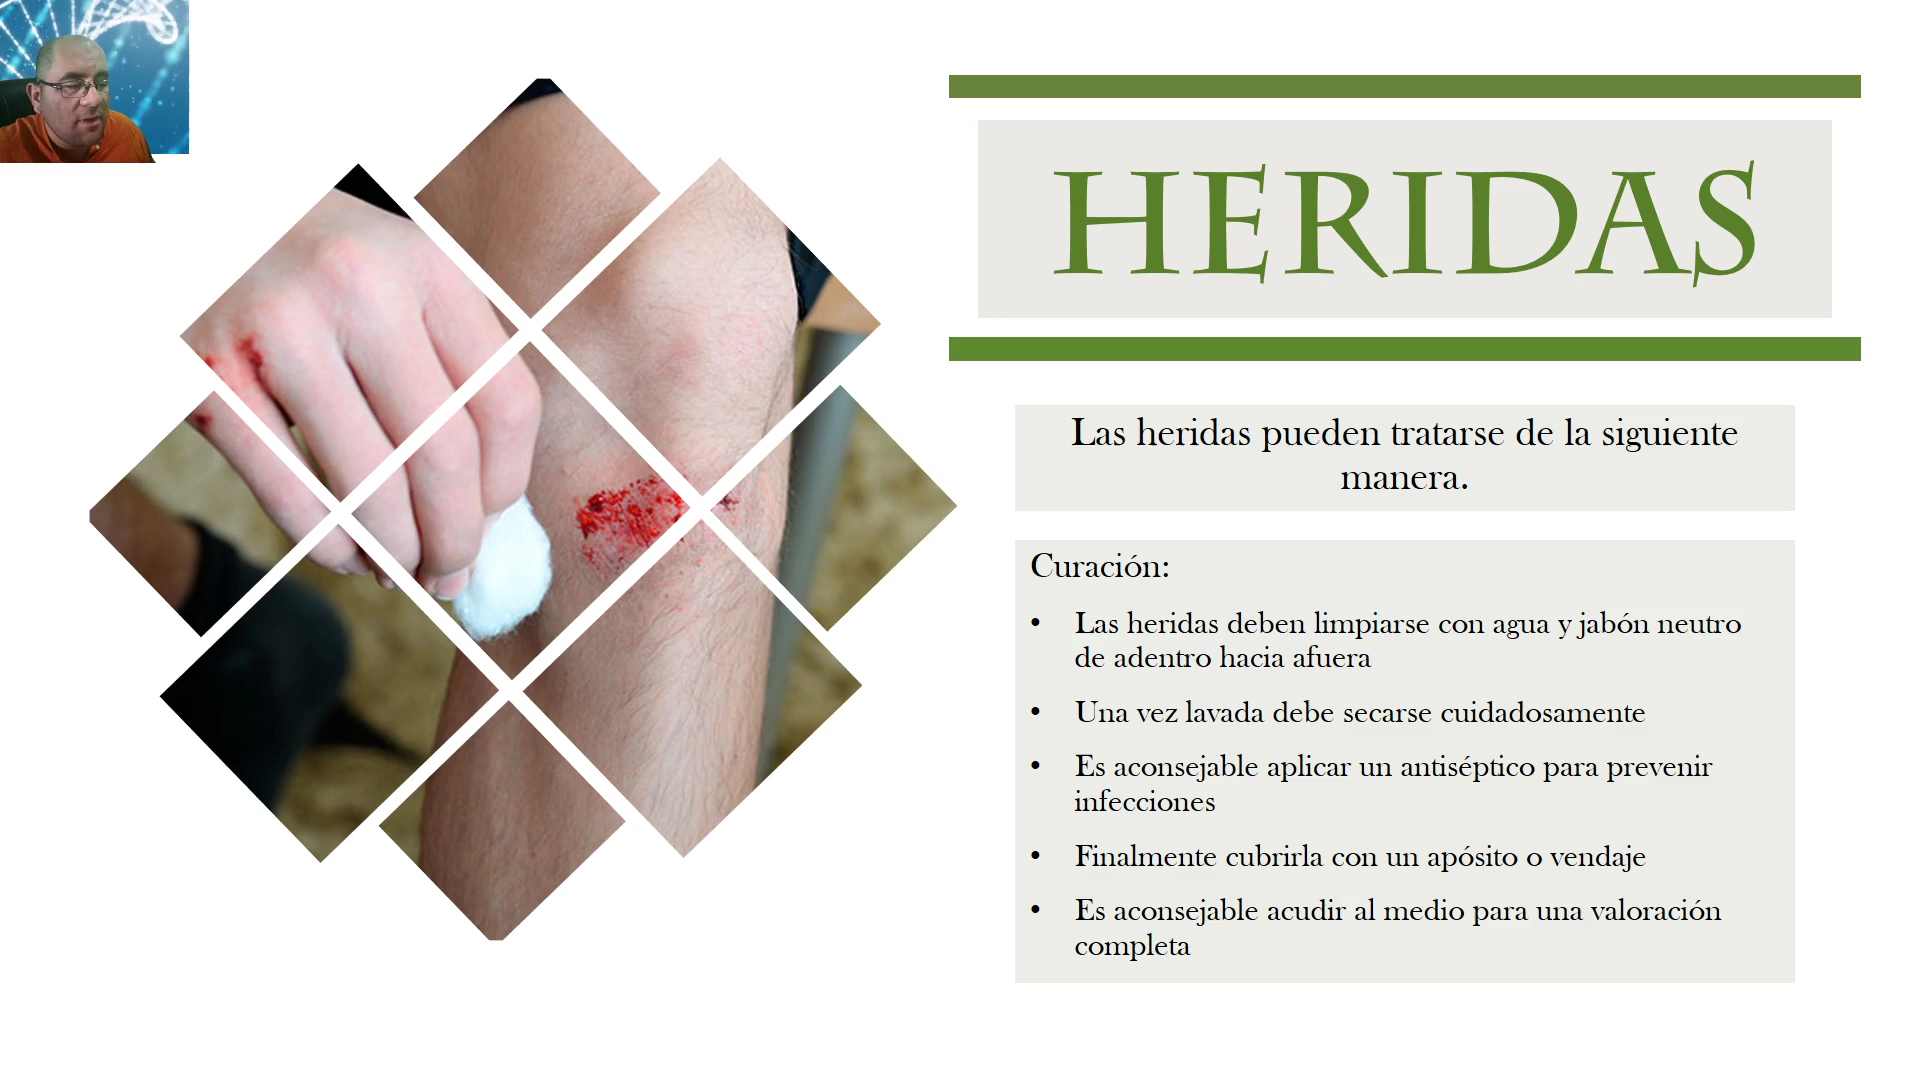 HERIDAS
Las heridas pueden tratarse de la siguiente
manera.
Curación:
• Las heridas deben limpiarse con agua y jabón neutro
de adentro hacia afuera
• Una vez lavada debe secarse cuidadosamente
• Es aconsejable aplicar un antiséptico para prevenir
infecciones
• Finalmente cubrirla con un apósito o vendaje
• Es aconsejable acudir al medio para una valoración
completa